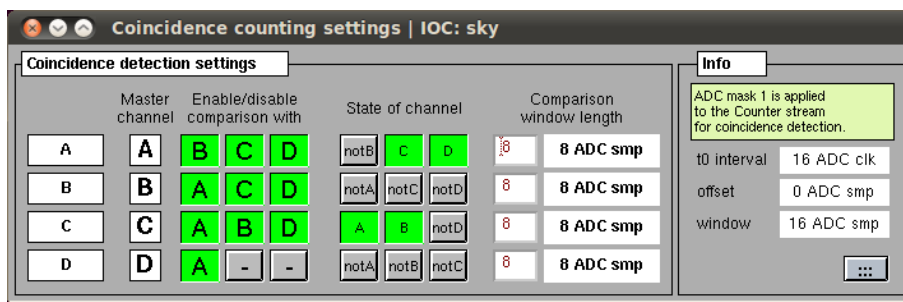 Coincidence counting settings | IOC: sky
Coincidence detection settings
Master channel Enable/disable comparison with State of channel Comparison window length
A A B C D notB C D 8 8 ADC smp
B B A C D notA notC notD 8 8 ADC smp
C C A B D A B notD 8 8 ADC smp
D D A - - notA notB notC 8 8 ADC smp
Info
ADC mask 1 is applied
to the Counter stream
for coincidence detection.
t0 interval 16 ADC clk
offset 0 ADC smp
window 16 ADC smp
:::